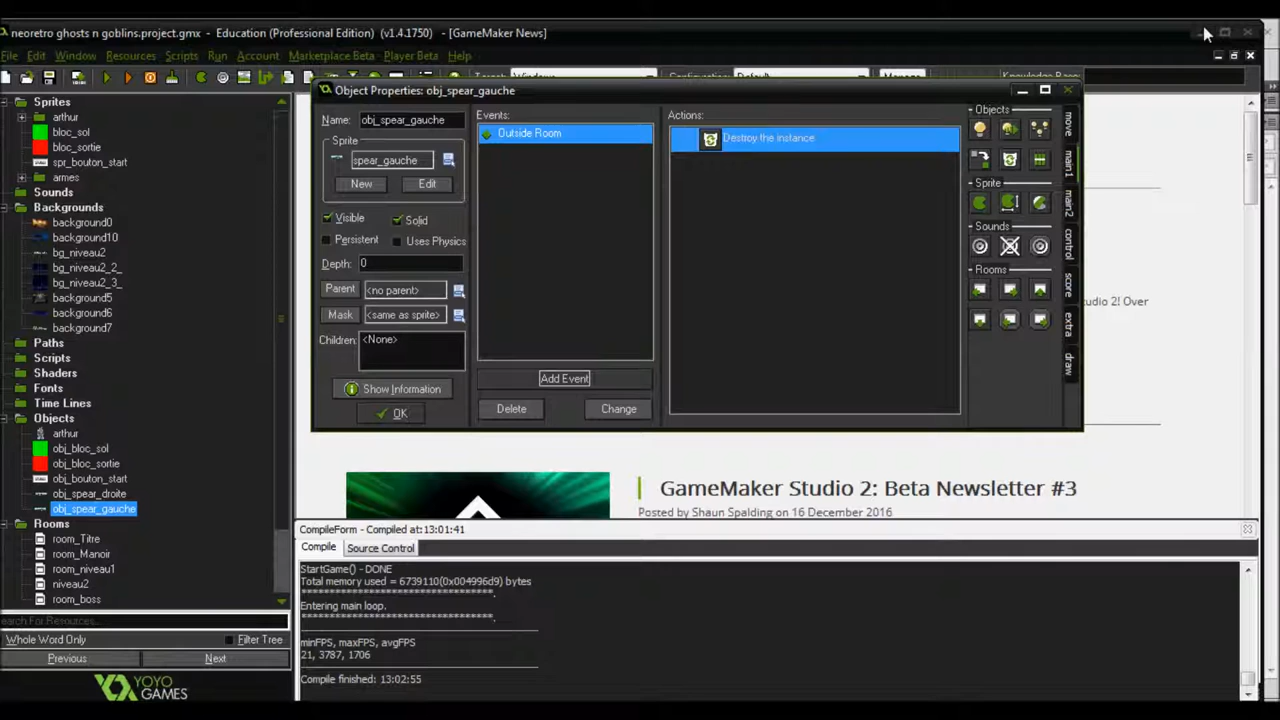 neoretro ghosts n goblins.project.gmx - Education (Professional Edition) (v1.4.1750) - [GameMaker News]
File Edit Window Resources Run Account Marketplace Beta Player Beta Help
Sprites
arthur
bloc_sol
bloc_sortie
spr_bouton_start
armes
Sounds
Backgrounds
background0
background10
bg_niveau2
bg_niveau2_2_
bg_niveau2_3_
background5
background6
background7
Paths
Scripts
Shaders
Fonts
Time Lines
Objects
arthur
obj_bloc_sol
obj_bloc_sortie
obj_bouton_start
obj_spear_droite
obj_spear_gauche
Rooms
room_Titre
room_Manoir
room_niveau1
niveau2
room_boss
Search For Resources..
Whole Word Only Filter Tree
Previous Next
YOYO
GAMES
Object Properties: obj_spear_gauche
Name: obj_spear_gauche
Sprite
spear_gauche
New Edit
Visible Solid
Persistent Uses Physics
Depth: 0
Parent <no parent>
Mask <same as sprite>
Children: <None>
Show Information
OK
Events:
Outside Room
Add Event
Delete Change
Actions:
Destroy the instance
Objects
Sprite
Sounds
Rooms
move
main1
main2
control
score
extra
draw
tudio 2! Over
GameMaker Studio 2: Beta Newsletter #3
Posted by Shaun Spalding on 16 December 2016
CompileForm - Compiled at:13:01:41
Compile Source Control
StartGame() - DONE
Total memory used = 6739110(0x004996d9) bytes
Entering main loop.
minFPS, maxFPS, avgFPS
21, 3787, 1706
Compile finished: 13:02:55